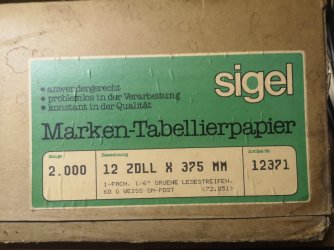 sigel
• anwendergerecht
• problemlos in der Verarbeitung
• konstant in der Qualität
Marken-Tabellierpapier
Menge
Bezeichnung
Artikel-Nr.
2.000
12 ZOLL X 375 MM
12371
1-FACH, 1/6" GRUENE LESESTREIFEN,
60 G WEISS SM-POST
(72.851)